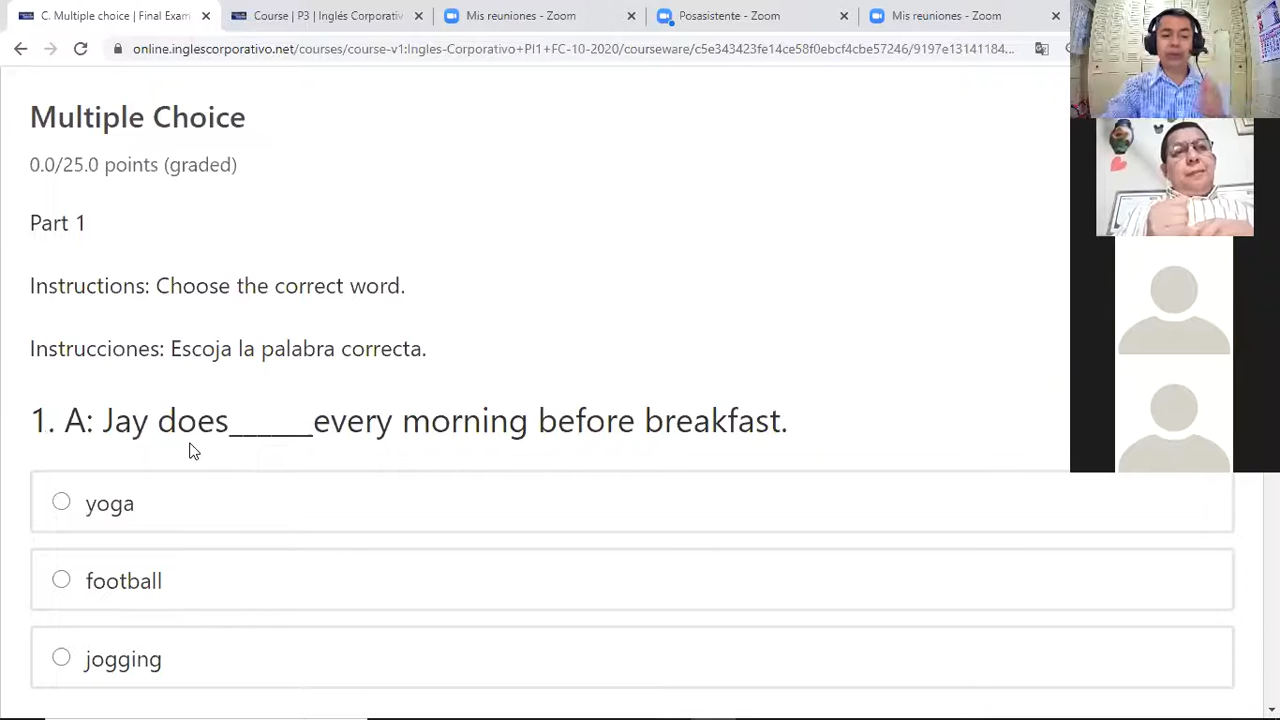 C. Multiple choice | Final Exam
Course | P3 | Inglés Corporativ
Mis reuniones - Zoom
Posasistente - Zoom
Mis reuniones - Zoom
online.inglescorporativo.net/courses/course-v1:Ingles-Corporativo+PI1+FC-10-2020/courseware/c5e343423fe14ce58f0ebcf4cbe57246/9197e13141184...
Multiple Choice
0.0/25.0 points (graded)
Part 1
Instructions: Choose the correct word.
Instrucciones: Escoja la palabra correcta.
1. A: Jay does______every morning before breakfast.
yoga
football
jogging